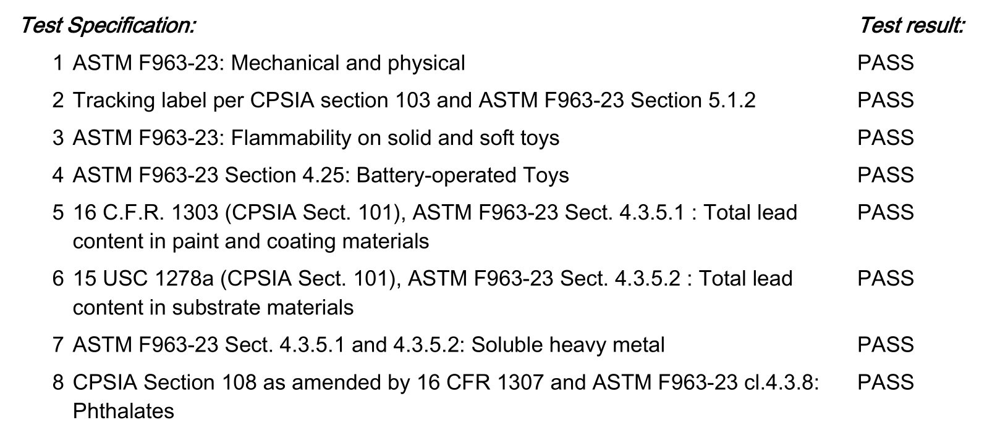 Test Specification: Test result:
1 ASTM F963-23: Mechanical and physical PASS
2 Tracking label per CPSIA section 103 and ASTM F963-23 Section 5.1.2 PASS
3 ASTM F963-23: Flammability on solid and soft toys PASS
4 ASTM F963-23 Section 4.25: Battery-operated Toys PASS
5 16 C.F.R. 1303 (CPSIA Sect. 101), ASTM F963-23 Sect. 4.3.5.1 : Total lead PASS
content in paint and coating materials
6 15 USC 1278a (CPSIA Sect. 101), ASTM F963-23 Sect. 4.3.5.2 : Total lead PASS
content in substrate materials
7 ASTM F963-23 Sect. 4.3.5.1 and 4.3.5.2: Soluble heavy metal PASS
8 CPSIA Section 108 as amended by 16 CFR 1307 and ASTM F963-23 cl.4.3.8: PASS
Phthalates